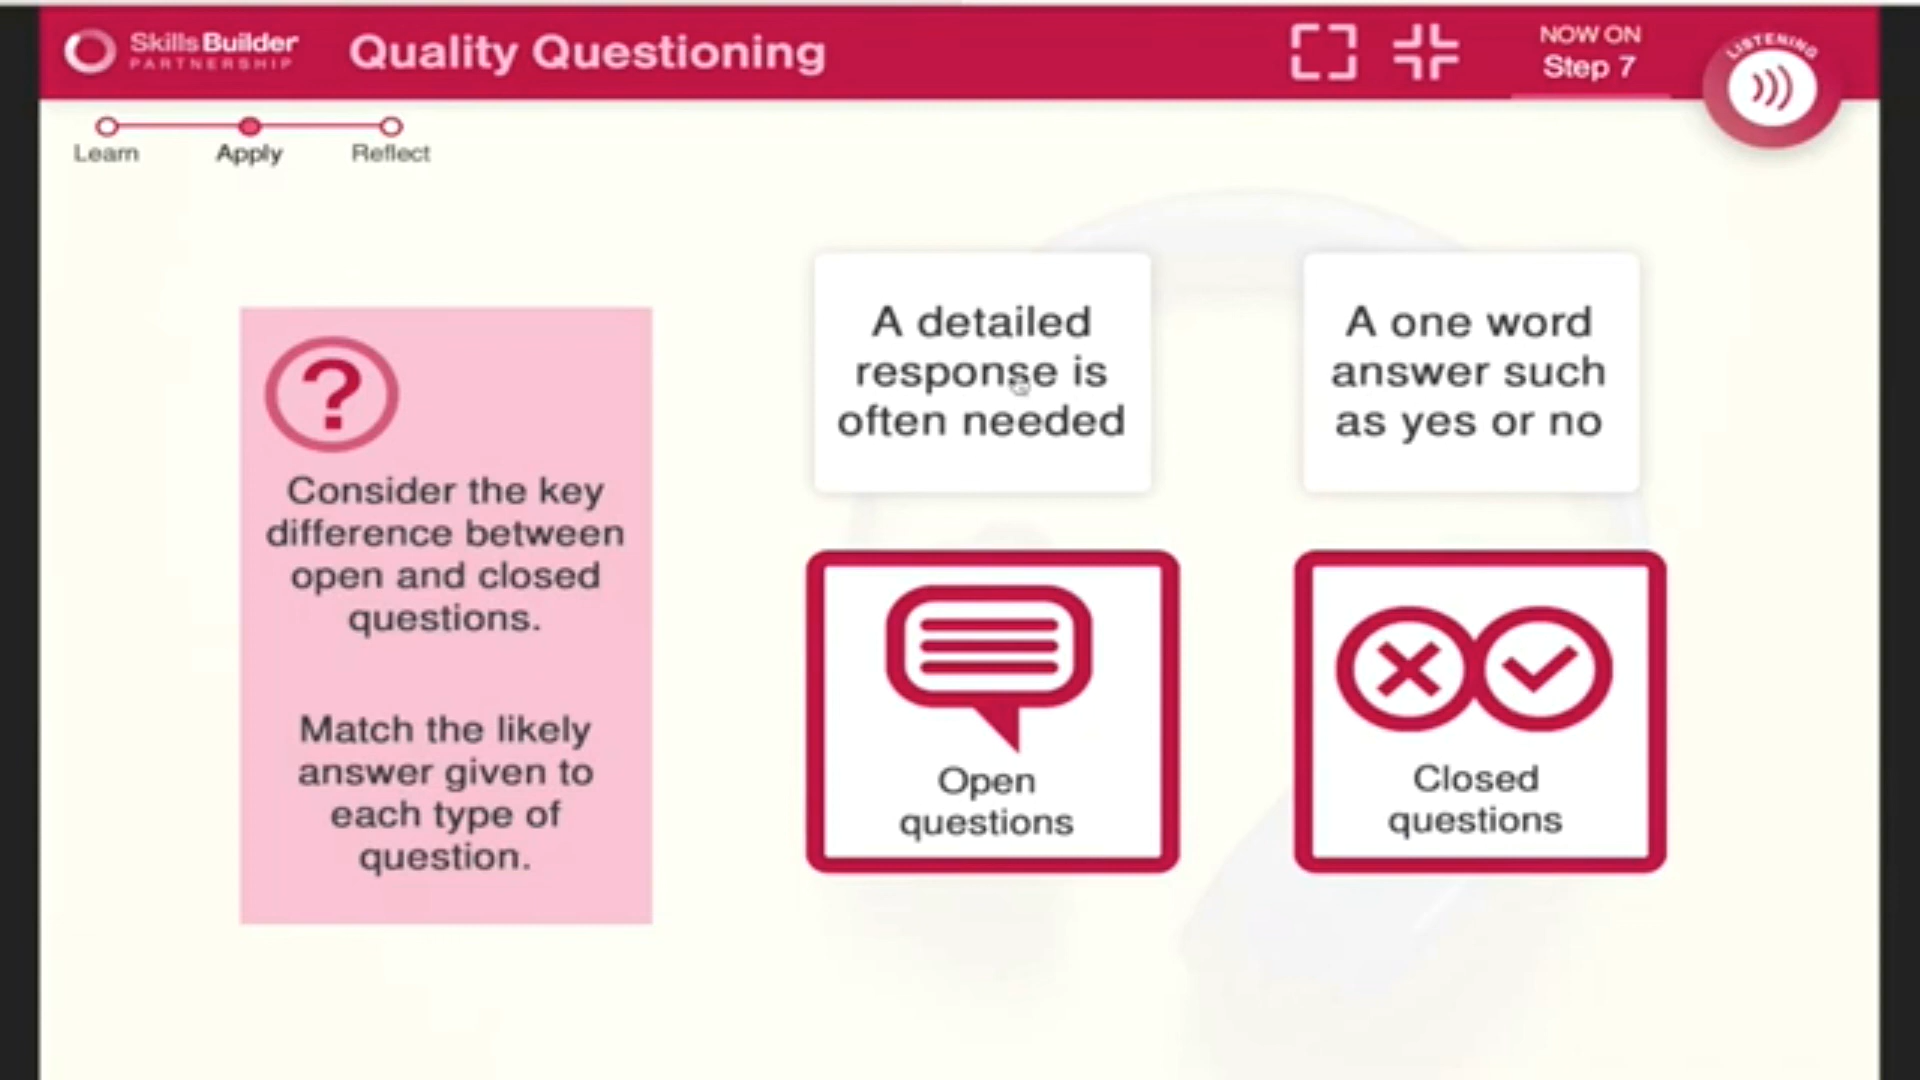 Skills Builder
PARTNERSHIP
Quality Questioning
NOW ON
Step 7
LISTENING
Learn
Apply
Reflect
?
Consider the key
difference between
open and closed
questions.
Match the likely
answer given to
each type of
question.
A detailed
response is
often needed
A one word
answer such
as yes or no
Open
questions
Closed
questions